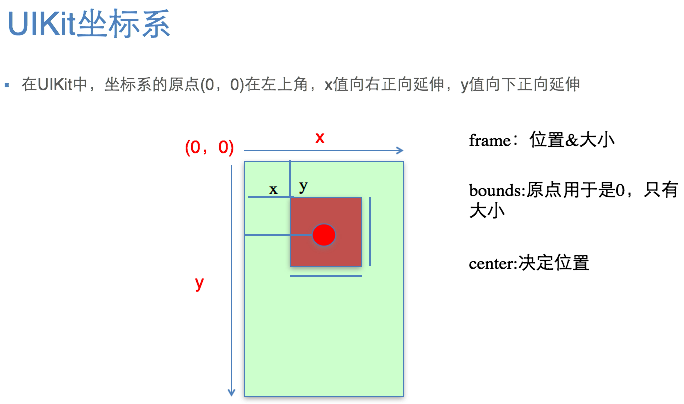 UIKit坐标系
▪ 在UIKit中，坐标系的原点(0，0)在左上角，x值向右正向延伸，y值向下正向延伸
(0，0)
x
frame：位置&大小
x
y
bounds:原点用于是0，只有
大小
center:决定位置
y